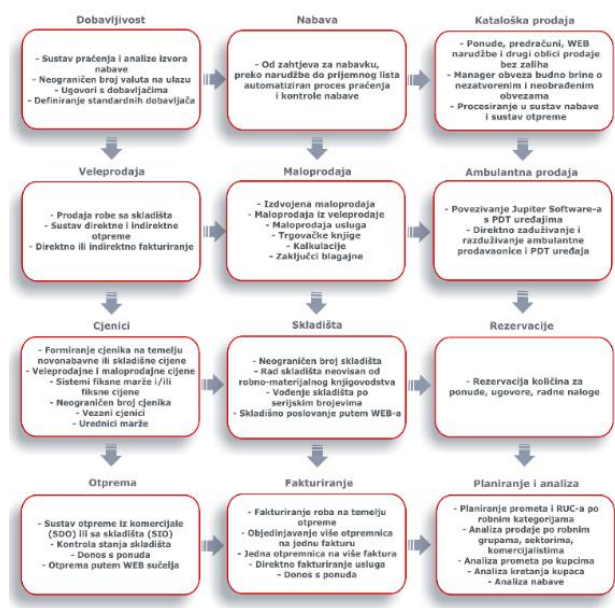 Dobavljivost
- Sustav praćenja i analize izvora
nabave
- Neograničen broj valuta na ulazu
- Ugovori s dobavljačima
- Definiranje standardnih dobavljača
Nabava
- Od zahtjeva za nabavku,
preko narudžbe do prijemnog lista
automatiziran proces praćenja
i kontrole nabave
Kataloška prodaja
- Ponude, predračuni, WEB
narudžbe i drugi oblici prodaje
bez zaliha
- Manager obveza budno brine o
nezatvorenim i neobrađenim
obvezama
- Procesiranje u sustav nabave
i sustav otpreme
Veleprodaja
- Prodaja robe sa skladišta
- Sustav direktne i indirektne
otpreme
- Direktno ili indirektno fakturiranje
Maloprodaja
- Izdvojena maloprodaja
- Maloprodaja iz veleprodaje
- Maloprodaja usluga
- Trgovačke knjige
- Kalkulacije
- Zaključci blagajne
Ambulantna prodaja
- Povezivanje Jupiter Software-a
s PDT uređajima
- Direktno zaduživanje i
razduživanje ambulantne
prodavaonice i PDT uređaja
Cjenici
- Formiranje cjenika na temelju
novonabavne ili skladišne cijene
- Veleprodajne i maloprodajne cijene
- Sistemi fiksne marže i/ili
fiksne cijene
- Neograničen broj cjenika
- Vezani cjenici
- Urednici marže
Skladišta
- Neograničen broj skladišta
- Rad skladišta neovisan od
robno-materijalnog knjigovodstva
- Vođenje skladišta po
serijskim brojevima
- Skladišno poslovanje putem WEB-a
Rezervacije
- Rezervacija količina za
ponude, ugovore, radne naloge
Otprema
- Sustav otpreme iz komercijale
(SDO) ili sa skladišta (SID)
- Kontrola stanja skladišta
- Donos s ponuda
- Otprema putem WEB sučelja
Fakturiranje
- Fakturiranje roba na temelju
otpreme
- Objedinjavanje više otpremnica
na jednu fakturu
- Jedna otpremnica na više faktura
- Direktno fakturiranje usluga
- Donos s ponuda
Planiranje i analiza
- Planiranje prometa i RUC-a po
robnim kategorijama
- Analiza prodaje po robnim
grupama, sektorima,
komercijalistima
- Analiza prometa po kupcima
- Analiza kretanja kupaca
- Analiza nabave